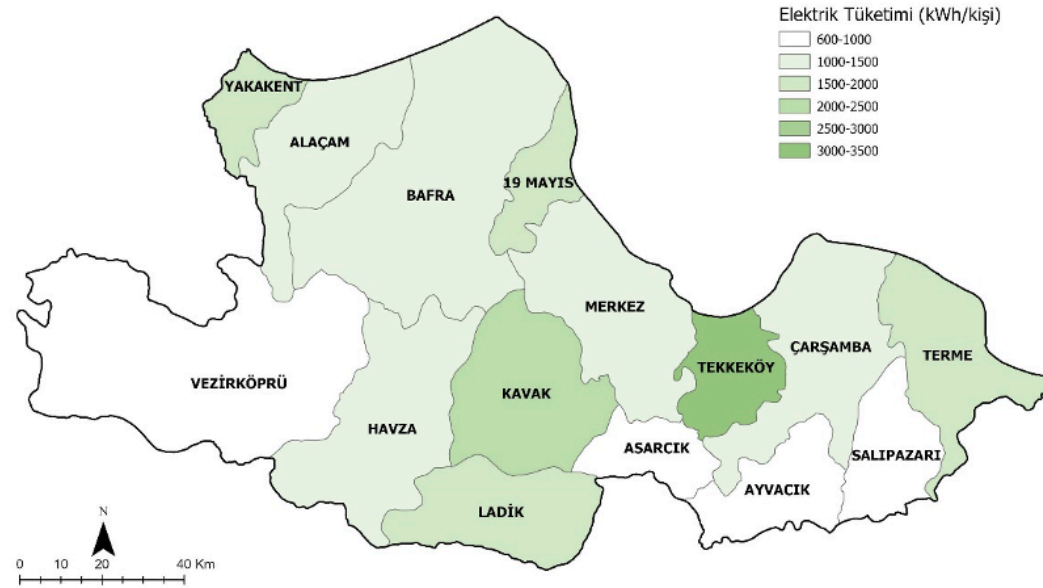 Elektrik Tüketimi (kWh/kişi)
600-1000
1000-1500
1500-2000
2000-2500
2500-3000
3000-3500
YAKAKENT
ALAÇAM
BAFRA
19 MAYIS
MERKEZ
ÇARŞAMBA
TERME
TEKKEKÖY
VEZİRKÖPRÜ
KAVAK
HAVZA
ASARCIK
SALIPAZARI
AYVACIK
LADİK
N
0 10 20 40 Km